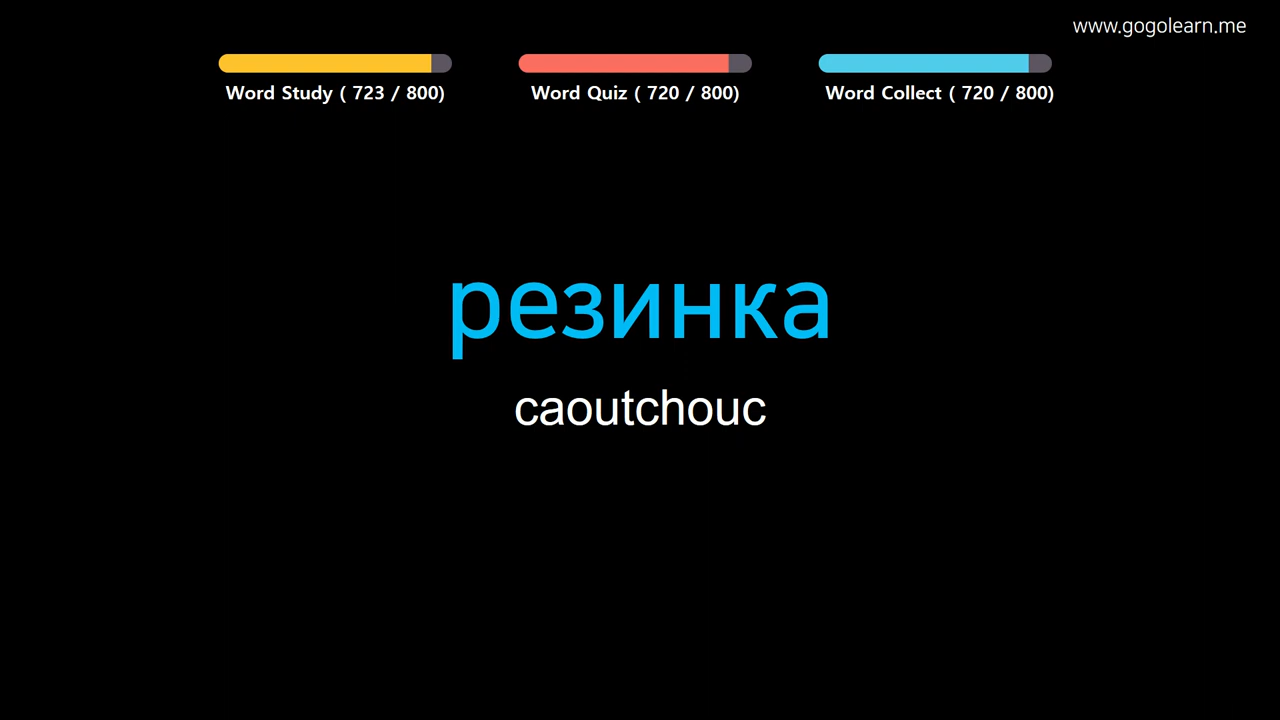 www.gogolearn.me
Word Study ( 723 / 800)
Word Quiz ( 720 / 800)
Word Collect ( 720 / 800)
резинка
caoutchouc